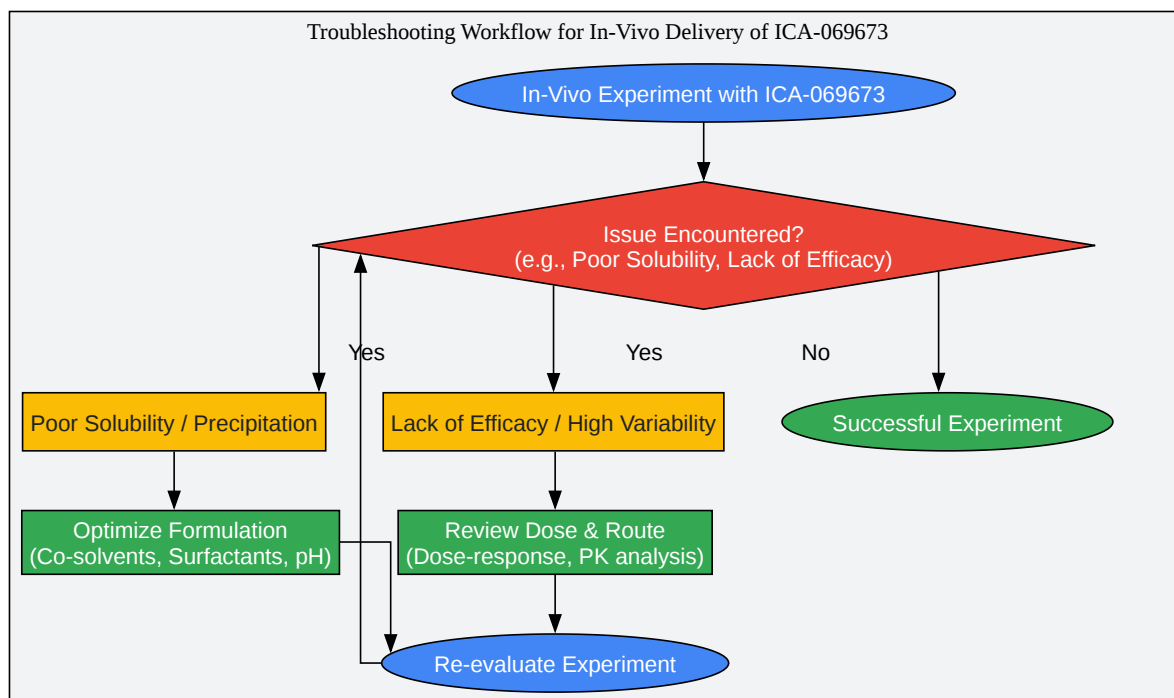 Troubleshooting Workflow for In-Vivo Delivery of ICA-069673
In-Vivo Experiment with ICA-069673
Issue Encountered?
(e.g., Poor Solubility, Lack of Efficacy)
Yes
Yes
No
Poor Solubility / Precipitation
Lack of Efficacy / High Variability
Successful Experiment
Optimize Formulation
(Co-solvents, Surfactants, pH)
Review Dose & Route
(Dose-response, PK analysis)
Re-evaluate Experiment